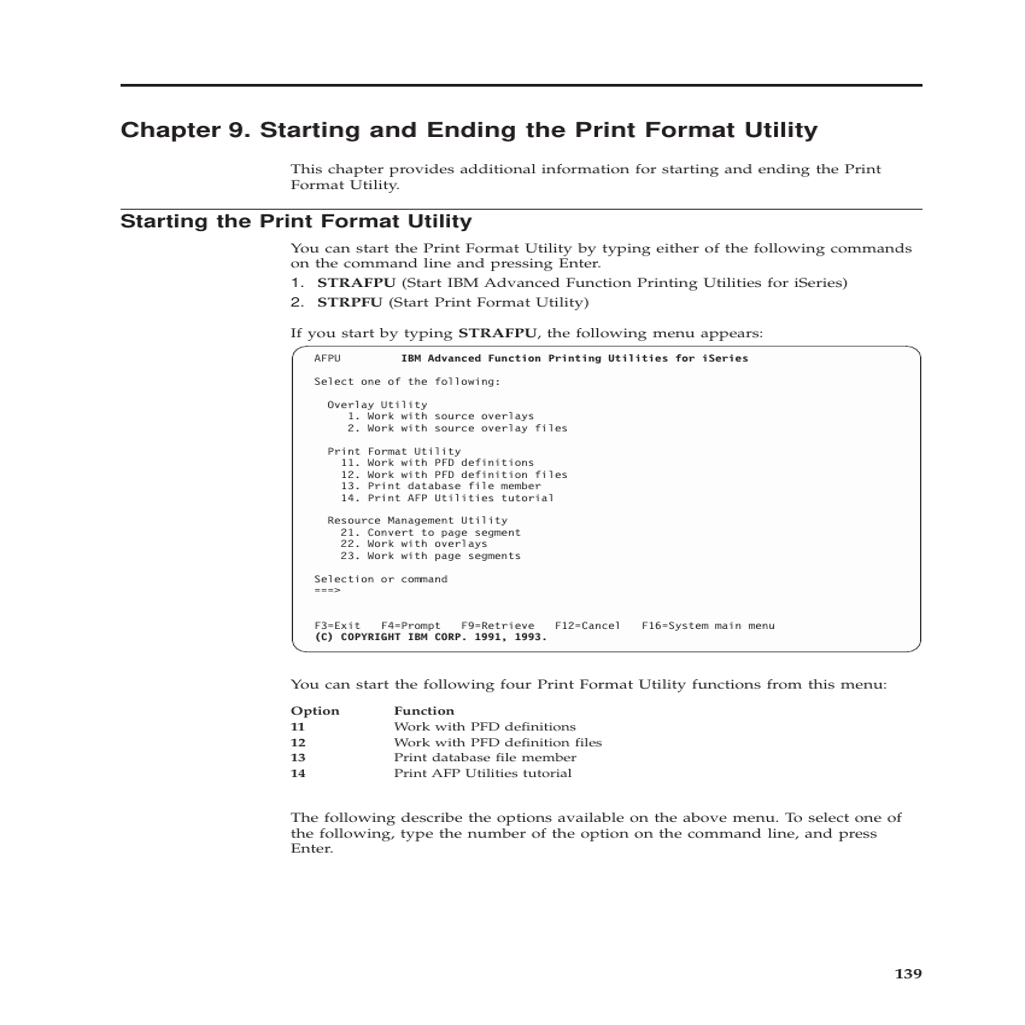 Chapter 9. Starting and Ending the Print Format Utility
This chapter provides additional information for starting and ending the Print
Format Utility.
Starting the Print Format Utility
You can start the Print Format Utility by typing either of the following commands
on the command line and pressing Enter.
1. STRAFPU (Start IBM Advanced Function Printing Utilities for iSeries)
2. STRPFU (Start Print Format Utility)
If you start by typing STRAFPU, the following menu appears:
AFPU IBM Advanced Function Printing Utilities for iSeries
Select one of the following:
Overlay Utility
1. Work with source overlays
2. Work with source overlay files
Print Format Utility
11. Work with PFD definitions
12. Work with PFD definition files
13. Print database file member
14. Print AFP Utilities tutorial
Resource Management Utility
21. Convert to page segment
22. Work with overlays
23. Work with page segments
Selection or command
===>
F3=Exit F4=Prompt F9=Retrieve F12=Cancel F16=System main menu
(C) COPYRIGHT IBM CORP. 1991, 1993.
You can start the following four Print Format Utility functions from this menu:
Option Function
11 Work with PFD definitions
12 Work with PFD definition files
13 Print database file member
14 Print AFP Utilities tutorial
The following describe the options available on the above menu. To select one of
the following, type the number of the option on the command line, and press
Enter.
139